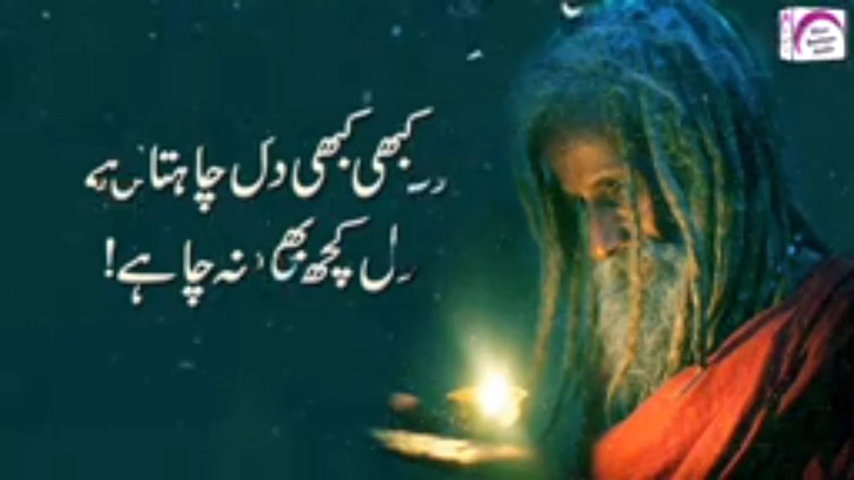 کبھی کبھی دل چاہتا ہے
دل کچھ بھی نہ چاہے!